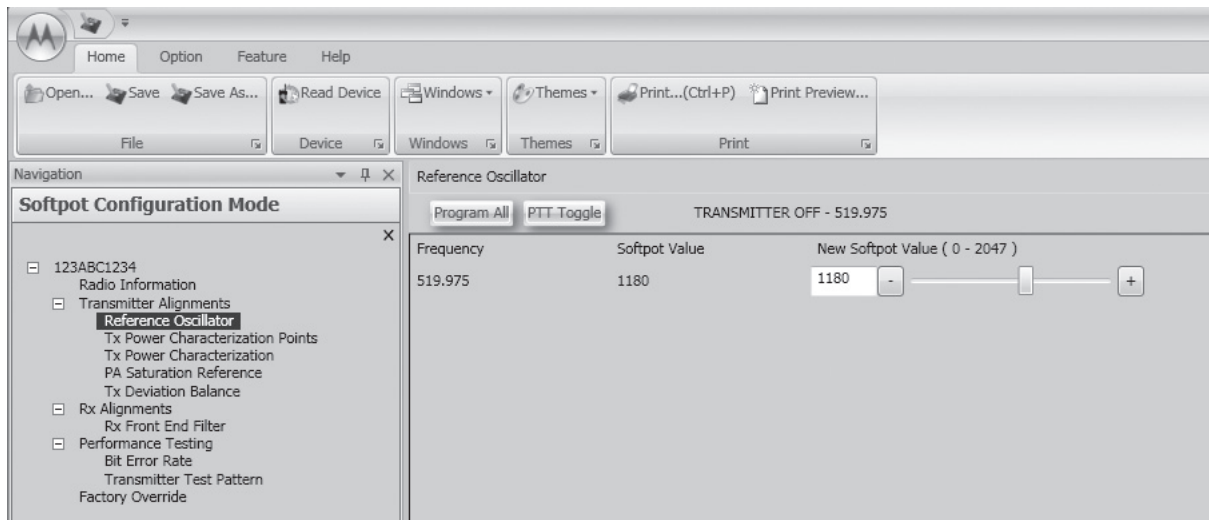 Home Option Feature Help
Open... Save Save As... Read Device Windows Themes Print...(Ctrl+P) Print Preview...
File Device Windows Themes Print
Navigation
Softpot Configuration Mode
123ABC1234
Radio Information
Transmitter Alignments
Reference Oscillator
Tx Power Characterization Points
Tx Power Characterization
PA Saturation Reference
Tx Deviation Balance
Rx Alignments
Rx Front End Filter
Performance Testing
Bit Error Rate
Transmitter Test Pattern
Factory Override
Reference Oscillator
Program All PTT Toggle TRANSMITTER OFF - 519.975
Frequency Softpot Value New Softpot Value ( 0 - 2047 )
519.975 1180 1180 - +